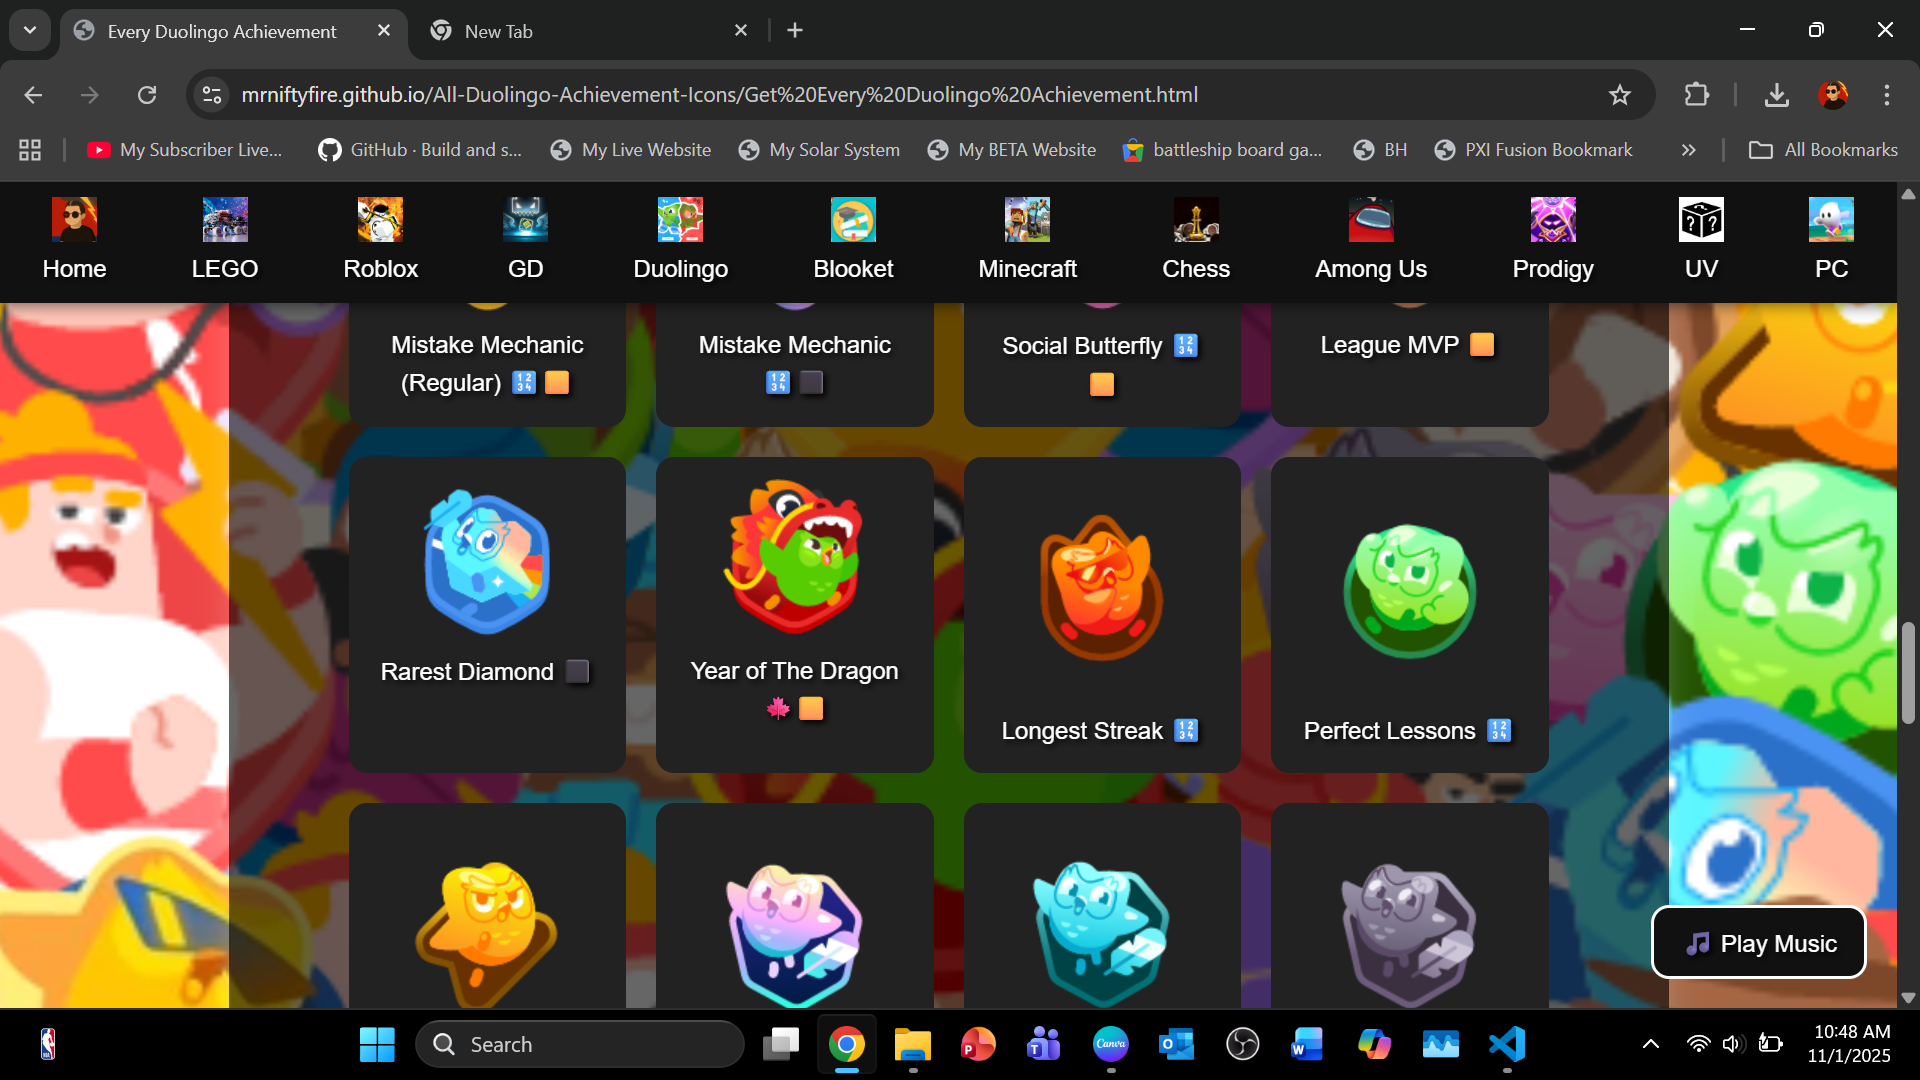 Every Duolingo Achievement
New Tab
mrniftyfire.github.io/All-Duolingo-Achievement-Icons/Get%20Every%20Duolingo%20Achievement.html
My Subscriber Live...
GitHub · Build and s...
My Live Website
My Solar System
My BETA Website
battleship board ga...
BH
PXI Fusion Bookmark
All Bookmarks
Home
LEGO
Roblox
GD
Duolingo
Blooket
Minecraft
Chess
Among Us
Prodigy
UV
PC
Mistake Mechanic
(Regular) 🔢 🟧
Mistake Mechanic
🔢 ⬛
Social Butterfly 🔢
🟧
League MVP 🟧
Rarest Diamond ⬛
Year of The Dragon
🍁 🟧
Longest Streak 🔢
Perfect Lessons 🔢
🎵 Play Music
Search
10:48 AM
11/1/2025